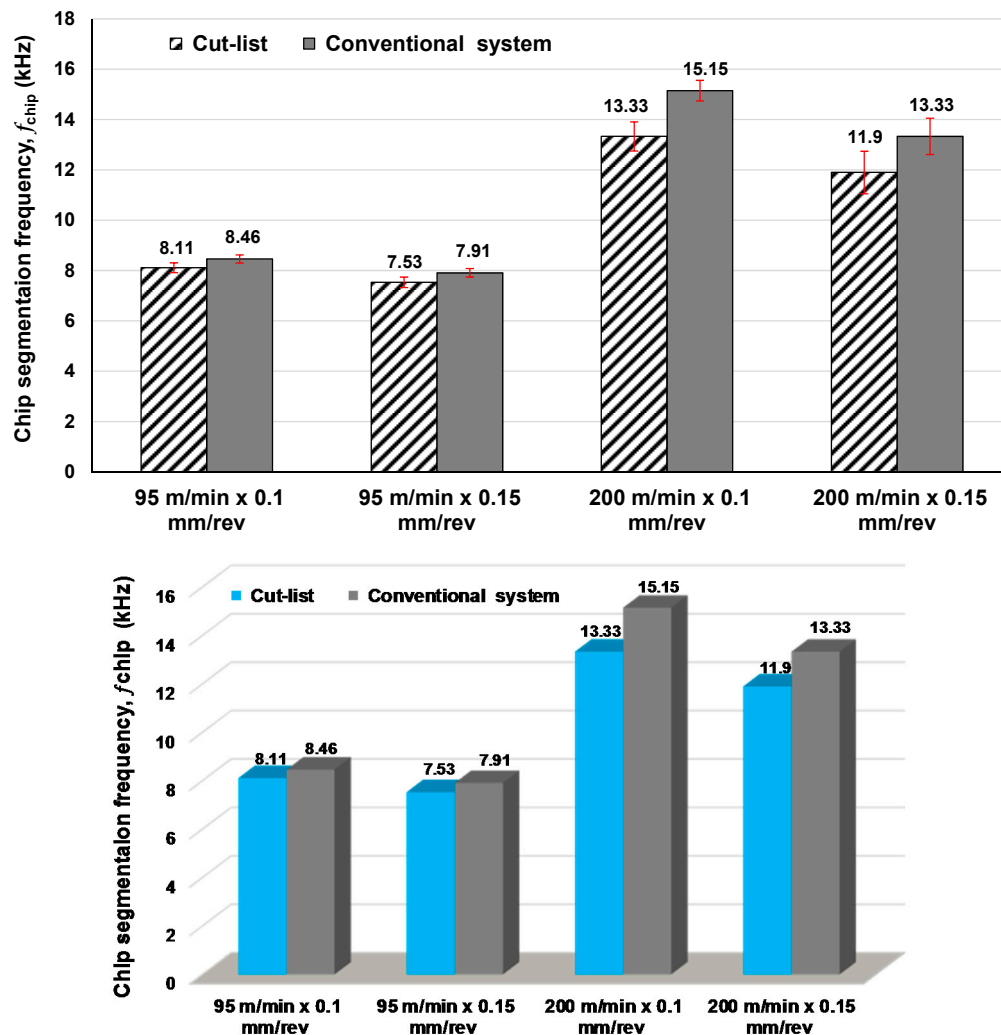 18
Cut-list Conventional system
16
15.15
14
13.33 13.33
12
11.9
10
8.11 8.46
8
7.53 7.91
6
4
2
0
Chip segmentaion frequency, fchip (kHz)
95 m/min x 0.1 mm/rev
95 m/min x 0.15 mm/rev
200 m/min x 0.1 mm/rev
200 m/min x 0.15 mm/rev
16
Cut-list Conventional system
15.15
14
13.33 13.33
12
11.9
10
8
8.11 8.46
7.53 7.91
6
4
2
0
Chip segmentaion frequency, fchip (kHz)
95 m/min x 0.1 mm/rev
95 m/min x 0.15 mm/rev
200 m/min x 0.1 mm/rev
200 m/min x 0.15 mm/rev